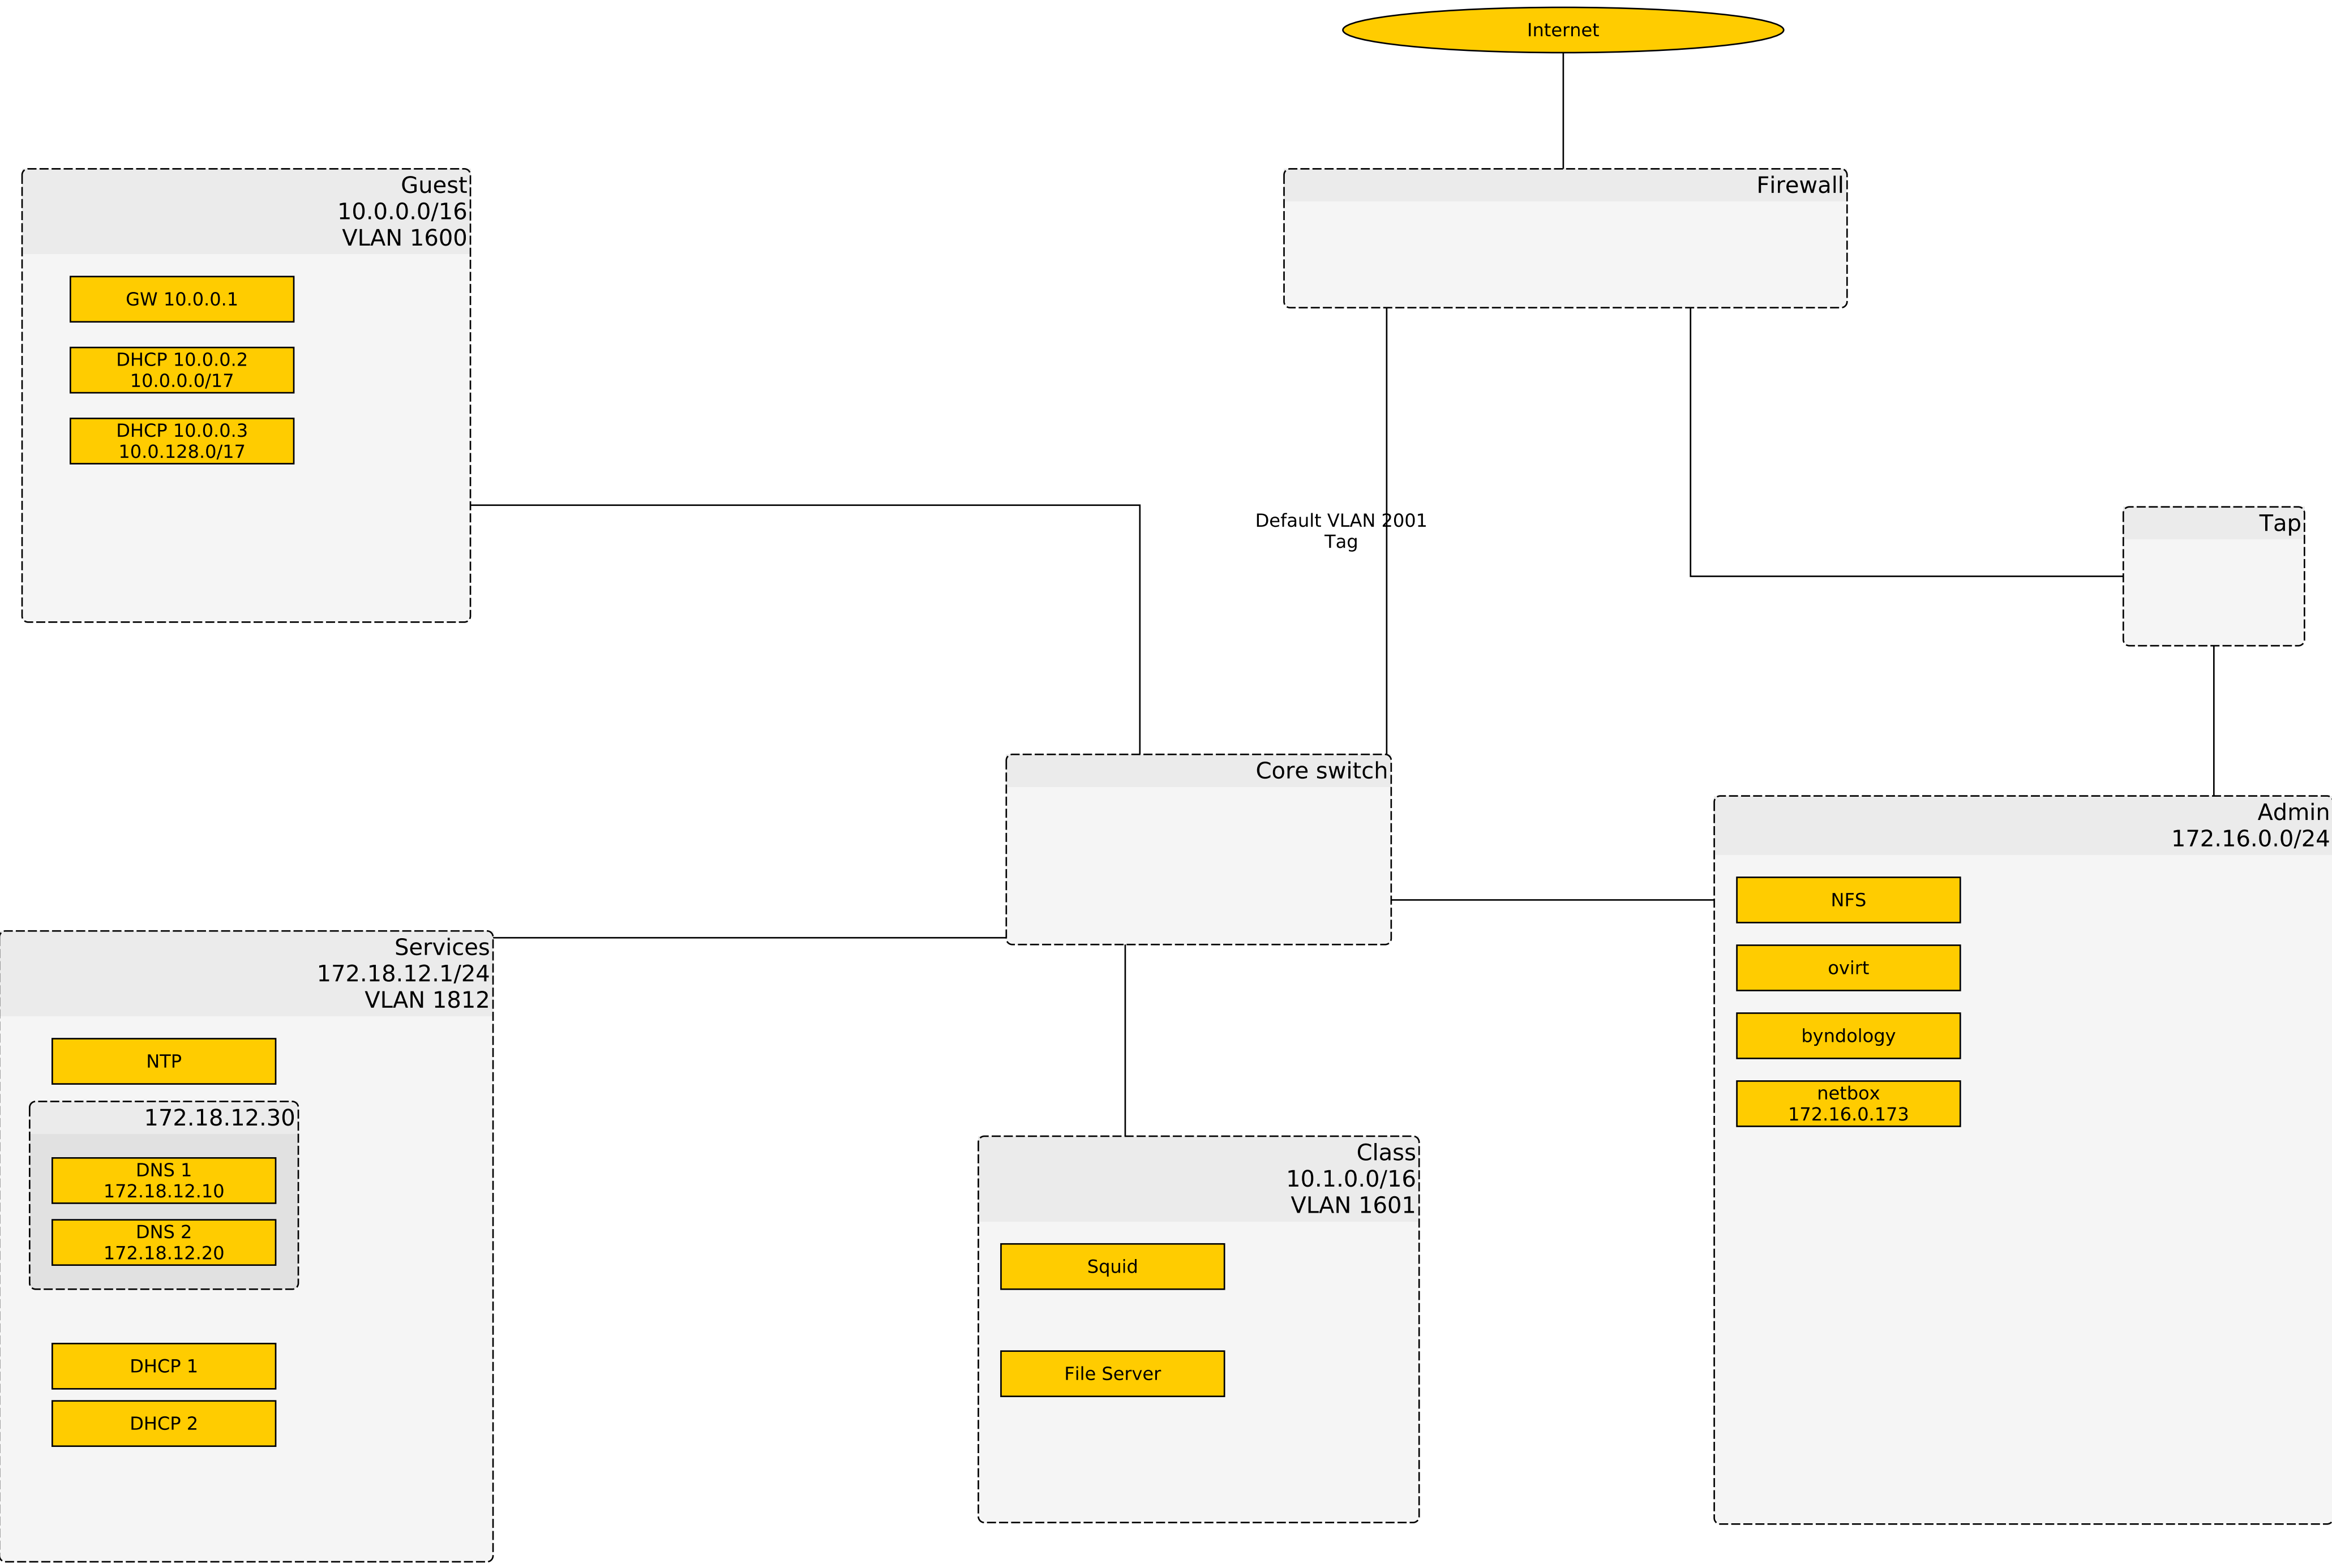 Internet
Guest
10.0.0.0/16
VLAN 1600
GW 10.0.0.1
DHCP 10.0.0.2
10.0.0.0/17
DHCP 10.0.0.3
10.0.128.0/17
Firewall
Default VLAN 2001
Tag
Tap
Core switch
Admin
172.16.0.0/24
NFS
ovirt
byndology
netbox
172.16.0.173
Services
172.18.12.1/24
VLAN 1812
NTP
172.18.12.30
DNS 1
172.18.12.10
DNS 2
172.18.12.20
DHCP 1
DHCP 2
Class
10.1.0.0/16
VLAN 1601
Squid
File Server